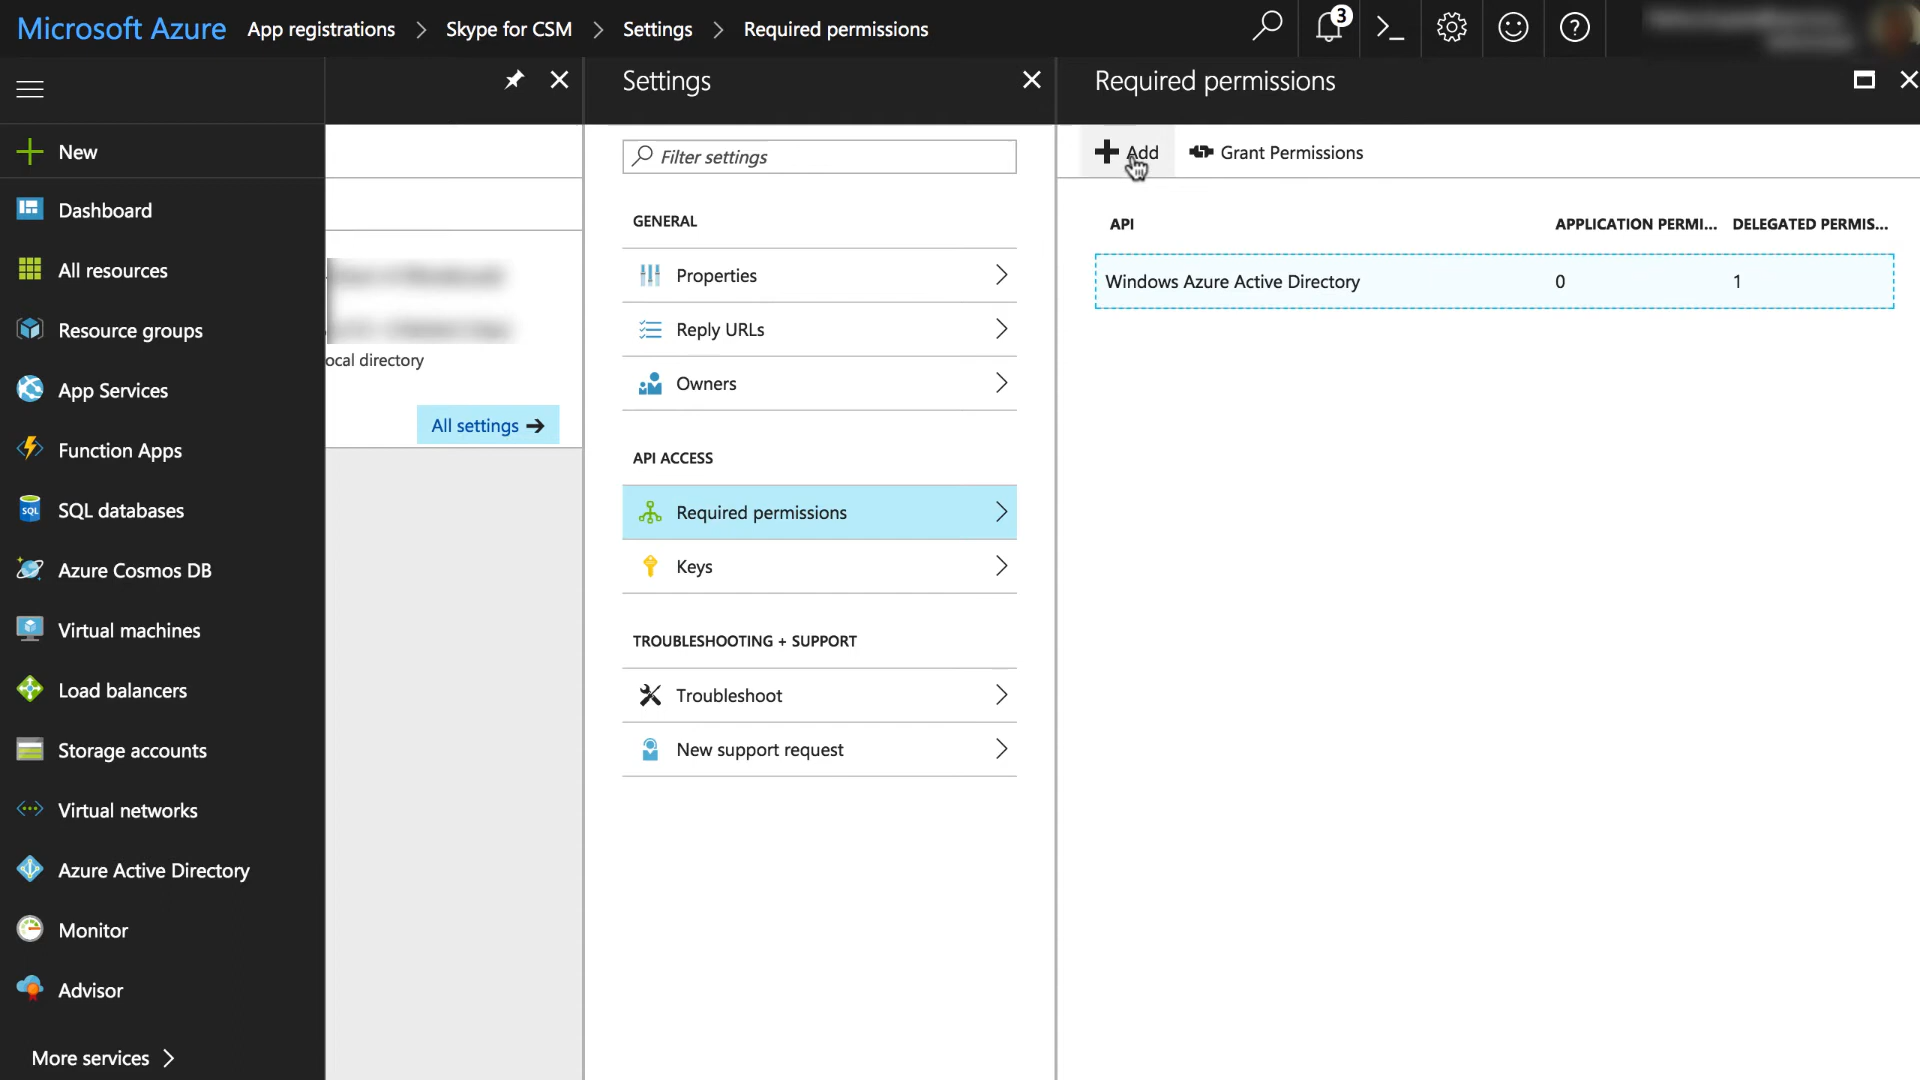 Microsoft Azure App registrations > Skype for CSM > Settings > Required permissions
3
New
Dashboard
All resources
Resource groups
App Services
Function Apps
SQL databases
Azure Cosmos DB
Virtual machines
Load balancers
Storage accounts
Virtual networks
Azure Active Directory
Monitor
Advisor
More services >
ocal directory
All settings →
Settings
Filter settings
GENERAL
Properties
Reply URLs
Owners
API ACCESS
Required permissions
Keys
TROUBLESHOOTING + SUPPORT
Troubleshoot
New support request
Required permissions
Add Grant Permissions
API APPLICATION PERMI... DELEGATED PERMIS...
Windows Azure Active Directory 0 1